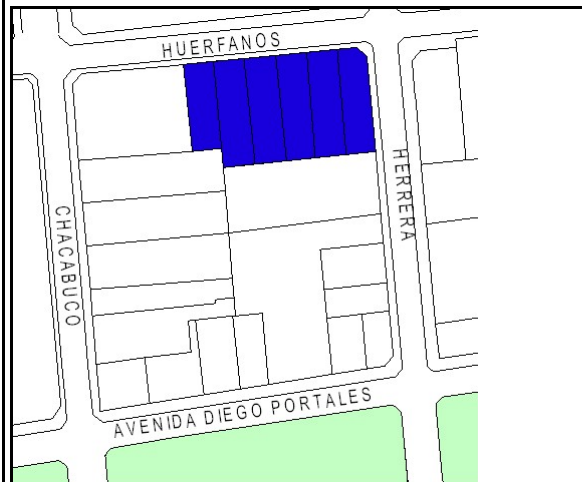 HUERFANOS
HERRERA
CHACABUCO
AVENIDA DIEGO PORTALES